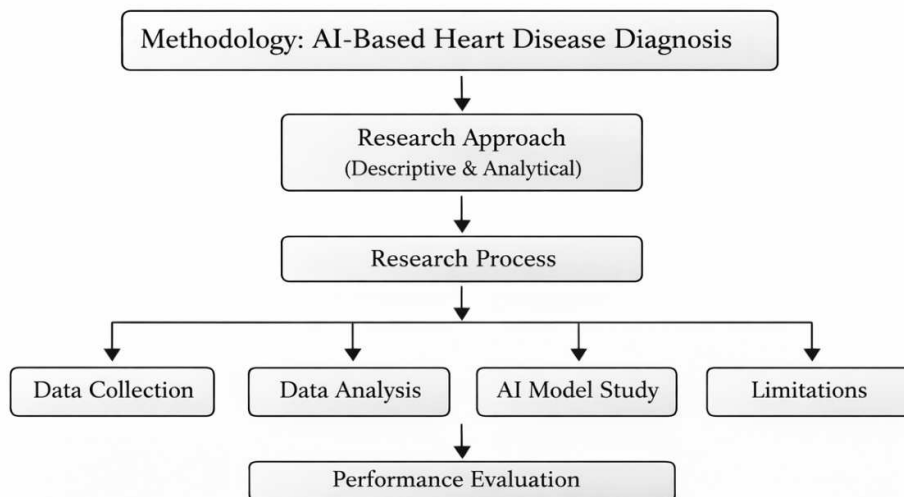 Methodology: AI-Based Heart Disease Diagnosis
Research Approach
(Descriptive & Analytical)
Research Process
Data Collection
Data Analysis
AI Model Study
Limitations
Performance Evaluation